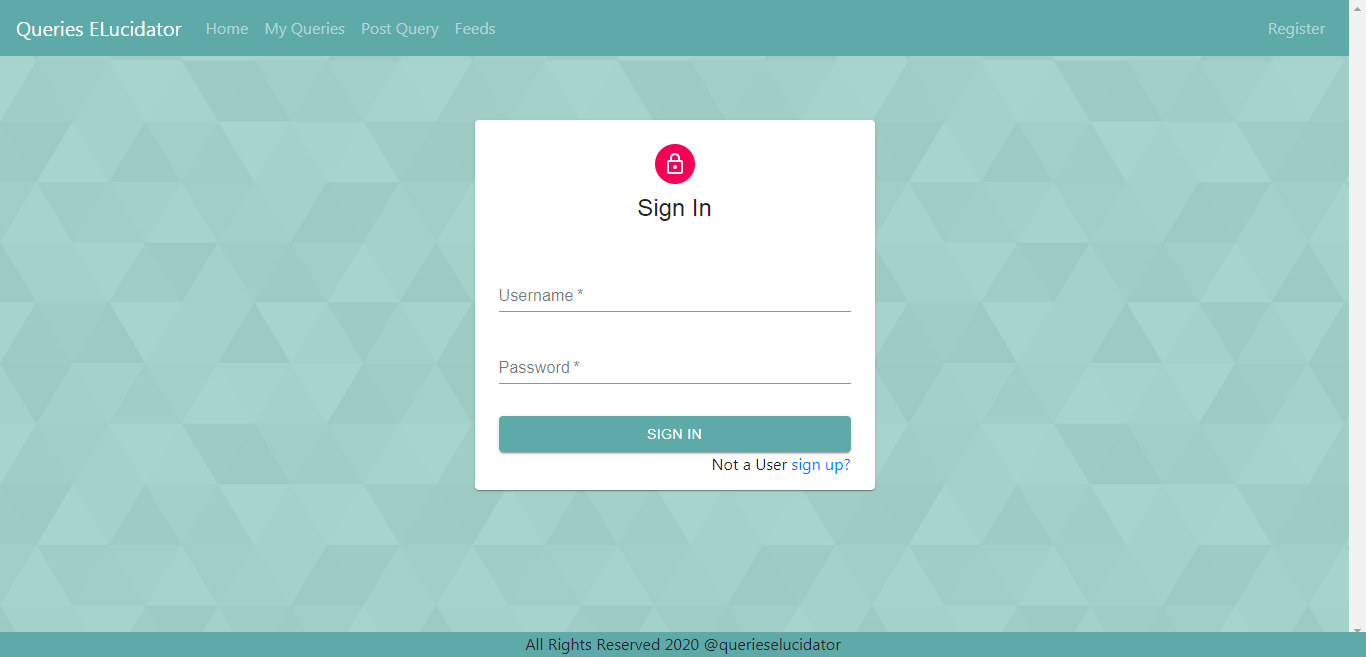 Queries ELucidator Home My Queries Post Query Feeds Register
Sign In
Username *
Password *
SIGN IN
Not a User sign up?
All Rights Reserved 2020 @querieselucidator